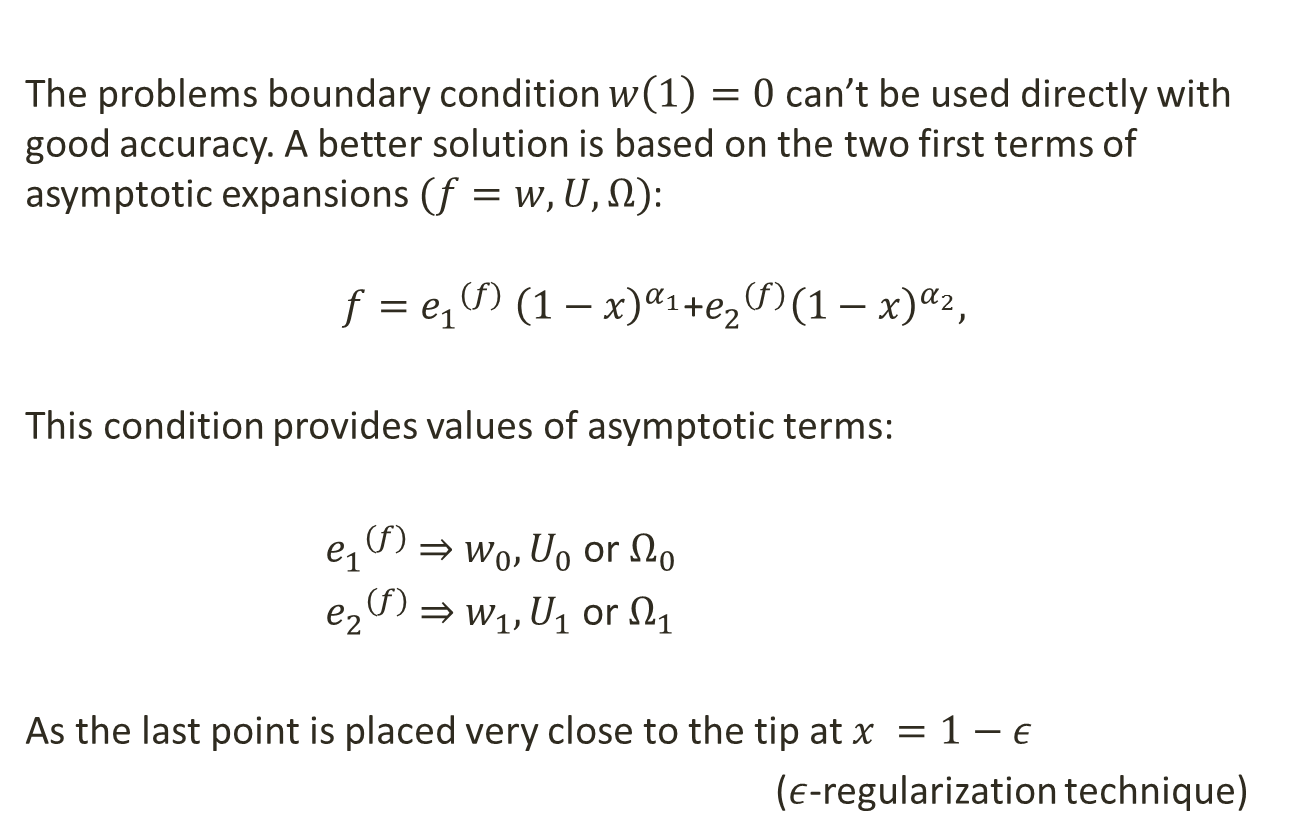 The problems boundary condition w(1) = 0 can't be used directly with
good accuracy. A better solution is based on the two first terms of
asymptotic expansions (f = w, U, Ω):
f = e₁⁽ᶠ⁾ (1 − x)^α₁+e₂⁽ᶠ⁾(1 − x)^α₂,
This condition provides values of asymptotic terms:
e₁⁽ᶠ⁾ ⇒ w₀, U₀ or Ω₀
e₂⁽ᶠ⁾ ⇒ w₁, U₁ or Ω₁
As the last point is placed very close to the tip at x = 1 − ϵ
(ϵ-regularization technique)